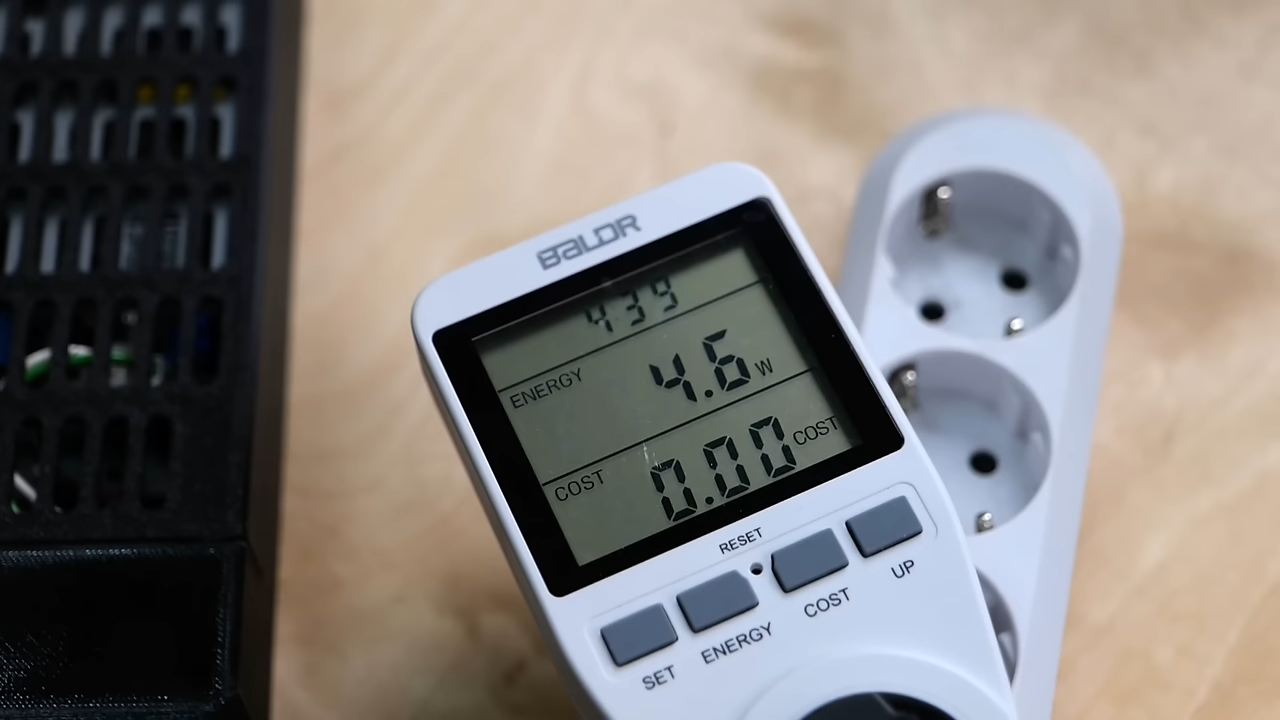 BALDR
439
ENERGY 4.6 W
COST 0.00 COST
RESET
SET ENERGY COST UP